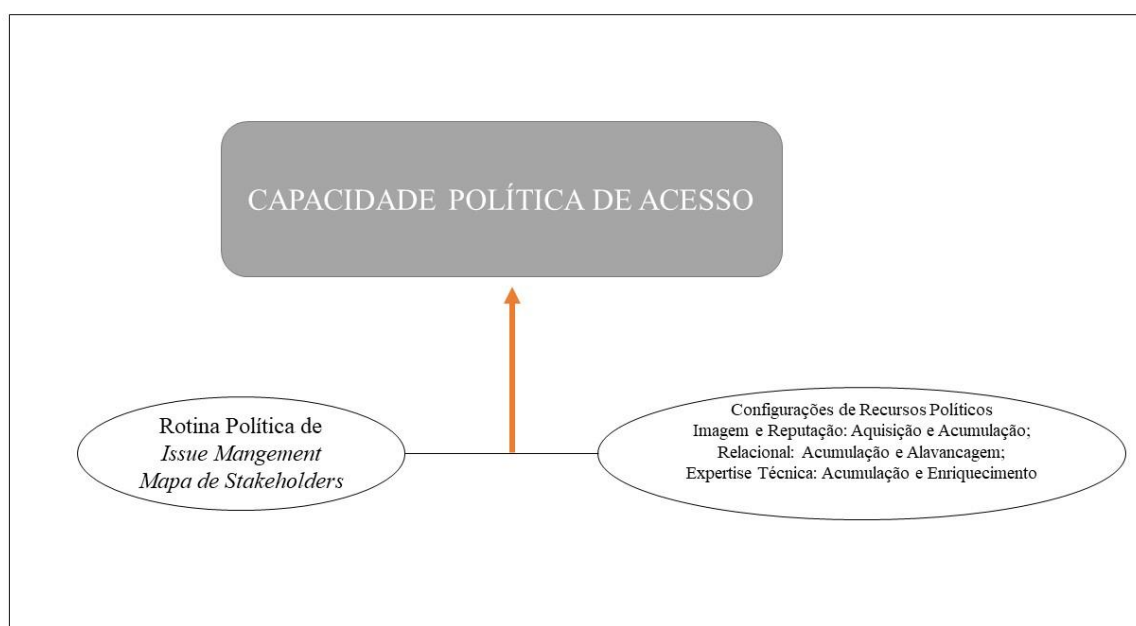 CAPACIDADE POLÍTICA DE ACESSO
Rotina Política de
Issue Mangement
Mapa de Stakeholders
Configurações de Recursos Políticos
Imagem e Reputação: Aquisição e Acumulação;
Relacional: Acumulação e Alavancagem;
Expertise Técnica: Acumulação e Enriquecimento